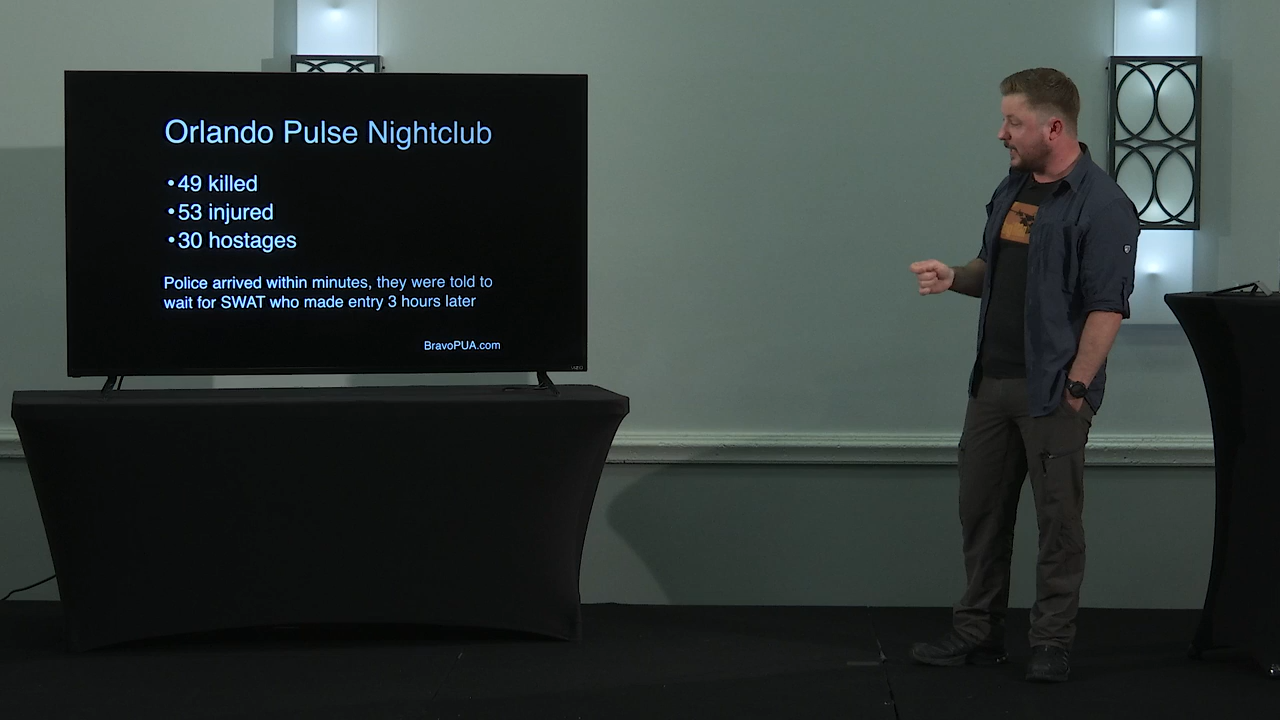 Orlando Pulse Nightclub
•49 killed
•53 injured
•30 hostages
Police arrived within minutes, they were told to
wait for SWAT who made entry 3 hours later
BravoPUA.com
VIZIO